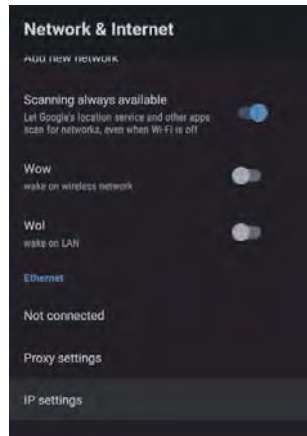 Network & Internet
Add new network
Scanning always available
Let Google's location service and other apps
scan for networks, even when Wi-Fi is off
Wow
wake on wireless network
Wol
wake on LAN
Ethernet
Not connected
Proxy settings
IP settings